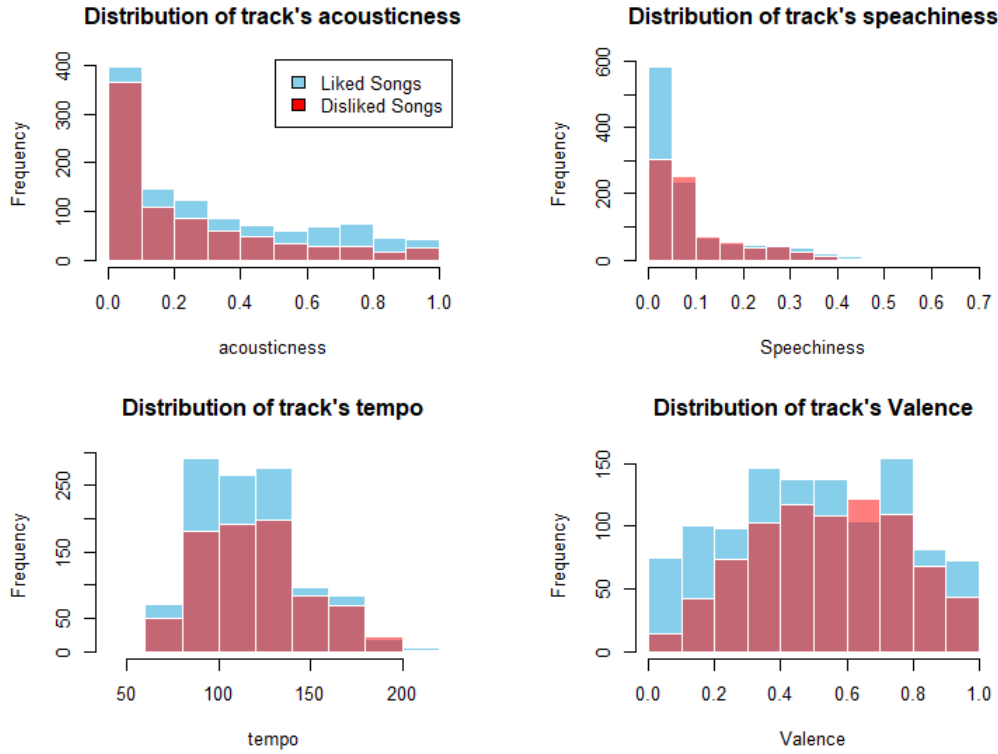 Distribution of track's acousticness
Frequency
0 100 200 300 400
Liked Songs
Disliked Songs
0.0 0.2 0.4 0.6 0.8 1.0
acousticness
Distribution of track's speachiness
Frequency
0 200 400 600
0.0 0.1 0.2 0.3 0.4 0.5 0.6 0.7
Speechiness
Distribution of track's tempo
Frequency
0 50 150 250
50 100 150 200
tempo
Distribution of track's Valence
Frequency
0 50 100 150
0.0 0.2 0.4 0.6 0.8 1.0
Valence